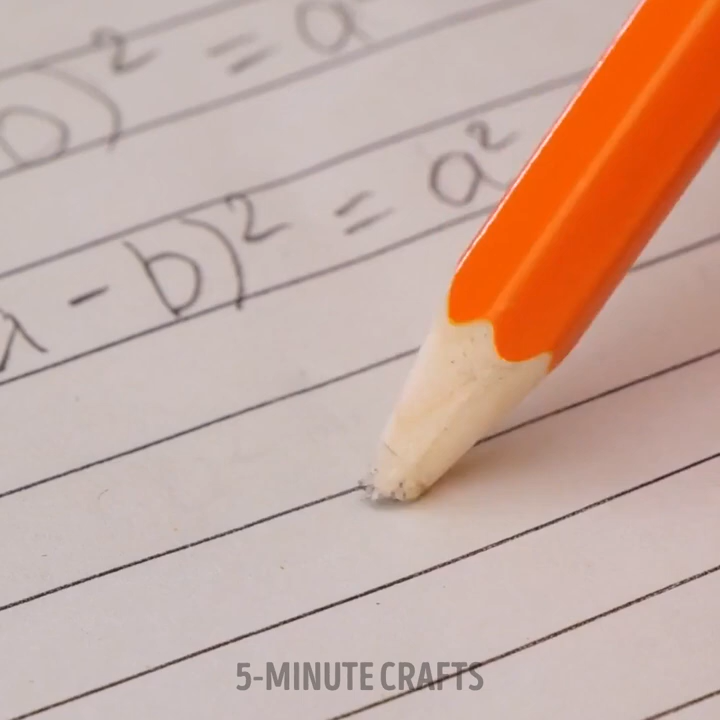 b)² = a
a - b)² = a²
5-MINUTE CRAFTS